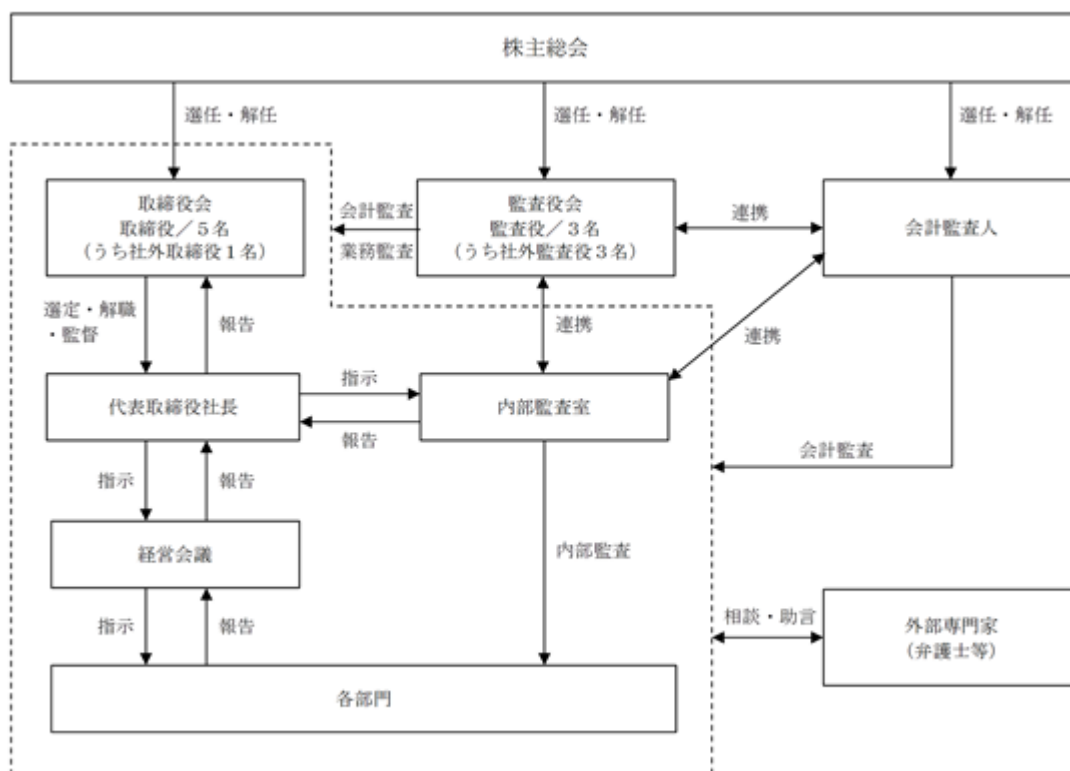 株主総会
選任・解任
選任・解任
選任・解任
取締役会
取締役／５名
（うち社外取締役１名）
会計監査
業務監査
監査役会
監査役／３名
（うち社外監査役３名）
連携
会計監査人
選定・解職
・監督
報告
連携
連携
代表取締役社長
指示
報告
内部監査室
会計監査
指示
報告
経営会議
内部監査
指示
報告
相談・助言
外部専門家
（弁護士等）
各部門